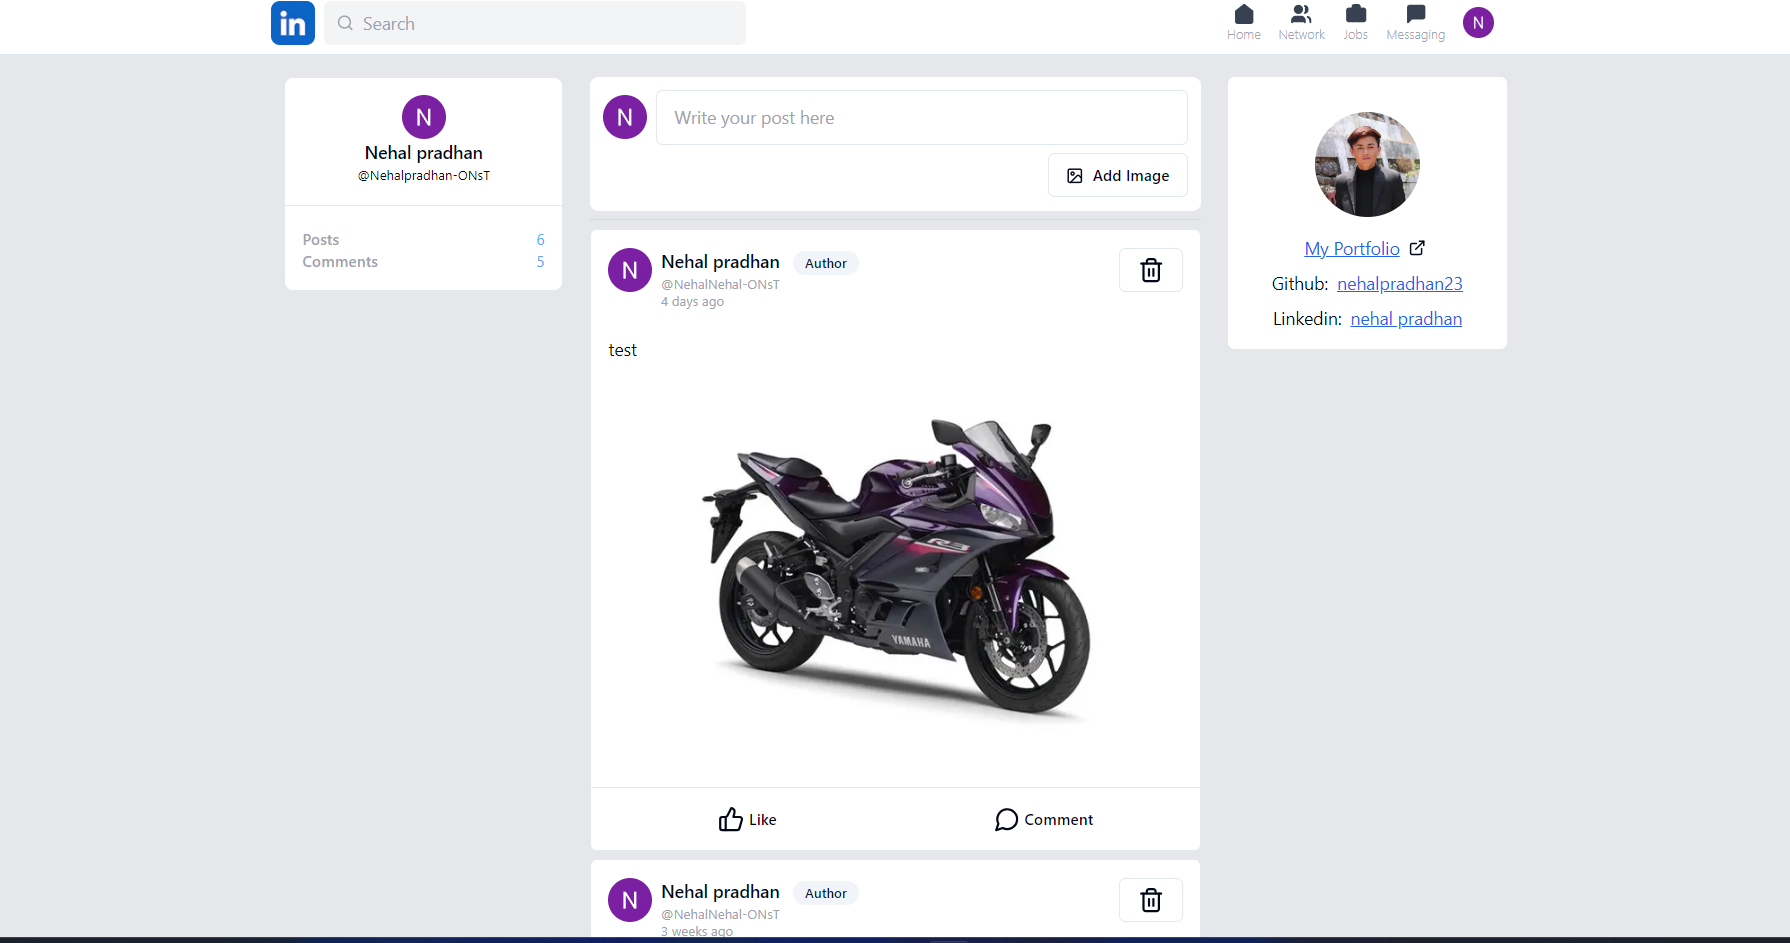 in
Search
Home
Network
Jobs
Messaging
N
N
Nehal pradhan
@Nehalpradhan-ONsT
Posts 6
Comments 5
N
Write your post here
Add Image
N
Nehal pradhan Author
@NehalNehal-ONsT
4 days ago
test
R3
YAMAHA
Like
Comment
N
Nehal pradhan Author
@NehalNehal-ONsT
3 weeks ago
My Portfolio
Github: nehalpradhan23
Linkedin: nehal pradhan